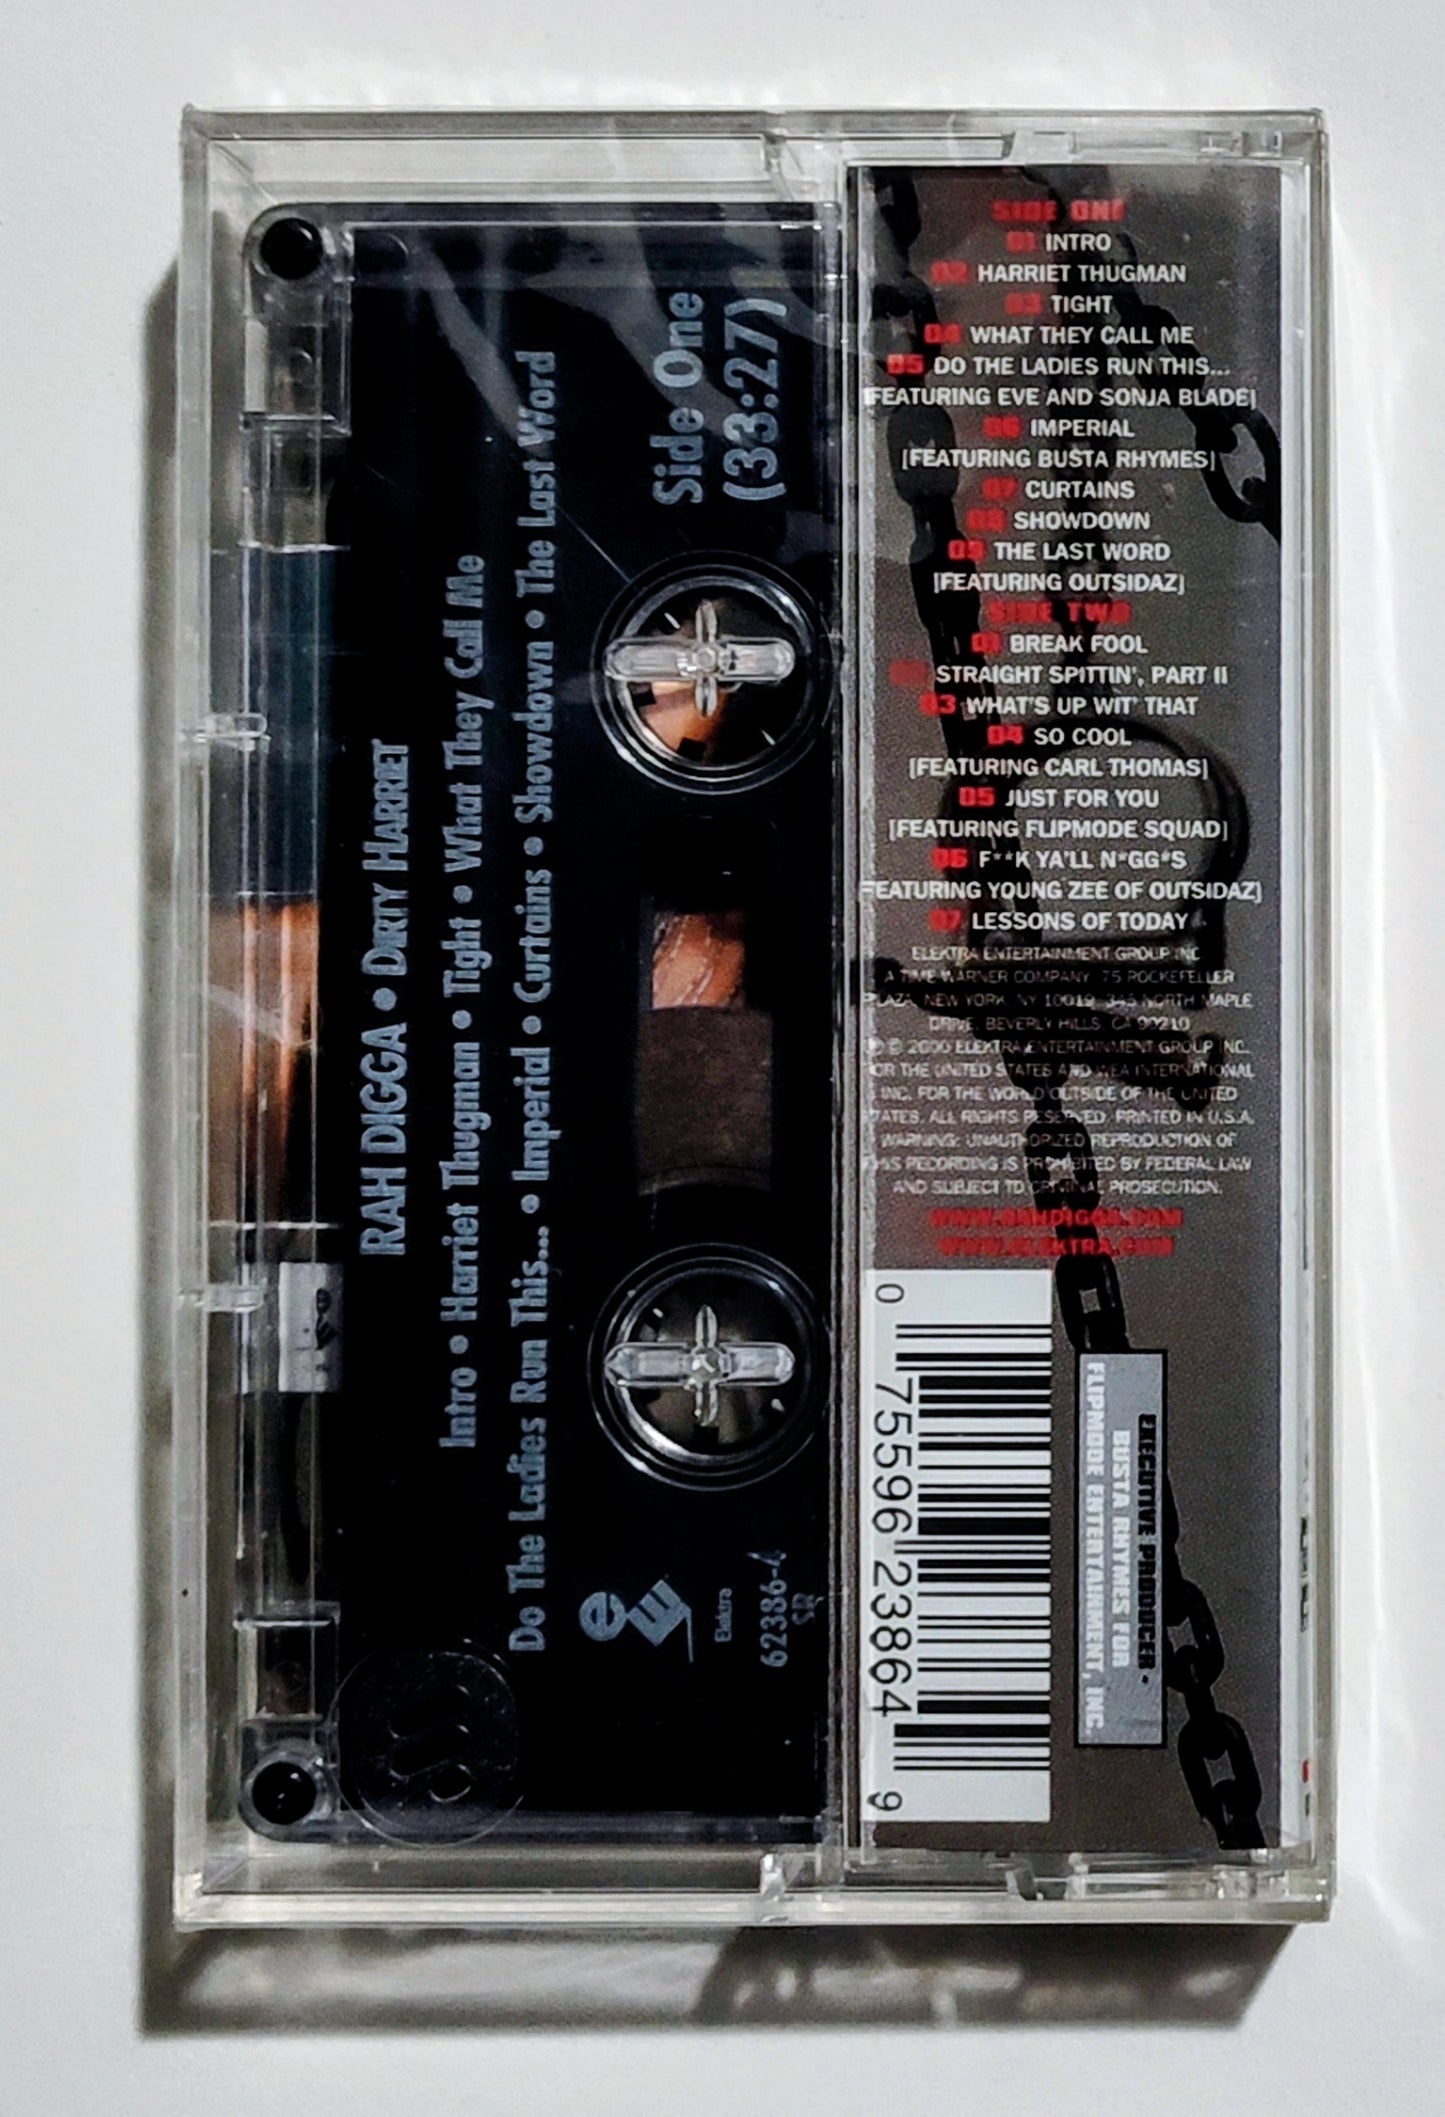 RAH DIGGA • DIRTY HARRIET
Intro • Harriet Thugman • Tight • What They Call Me
Do The Ladies Run This... • Imperial • Curtains • Showdown • The Last Word
Side One
(33:27)
e
Elektra
62386-4
SR
SIDE ONE
01 INTRO
02 HARRIET THUGMAN
03 TIGHT
04 WHAT THEY CALL ME
05 DO THE LADIES RUN THIS...
[FEATURING EVE AND SONJA BLADE]
06 IMPERIAL
[FEATURING BUSTA RHYMES]
07 CURTAINS
08 SHOWDOWN
09 THE LAST WORD
[FEATURING OUTSIDAZ]
SIDE TWO
01 BREAK FOOL
STRAIGHT SPITTIN', PART II
03 WHAT'S UP WIT' THAT
04 SO COOL
[FEATURING CARL THOMAS]
05 JUST FOR YOU
[FEATURING FLIPMODE SQUAD]
06 F**K YA'LL N*GG*S
FEATURING YOUNG ZEE OF OUTSIDAZ]
07 LESSONS OF TODAY
ELEKTRA ENTERTAINMENT GROUP INC
A TIME WARNER COMPANY 75 ROCKEFELLER
PLAZA, NEW YORK, NY 10019 345 NORTH MAPLE
DRIVE, BEVERLY HILLS, CA 90210
℗ © 2000 ELEKTRA ENTERTAINMENT GROUP INC.
FOR THE UNITED STATES AND WEA INTERNATIONAL
INC. FOR THE WORLD OUTSIDE OF THE UNITED
STATES. ALL RIGHTS RESERVED. PRINTED IN U.S.A.
WARNING: UNAUTHORIZED REPRODUCTION OF
THIS RECORDING IS PROHIBITED BY FEDERAL LAW
AND SUBJECT TO CRIMINAL PROSECUTION.
WWW.RAHDIGGA.COM
WWW.ELEKTRA.COM
0 75596 23864 9
EXECUTIVE PRODUCER -
BUSTA RHYMES FOR
FLIPMODE ENTERTAINMENT, INC.